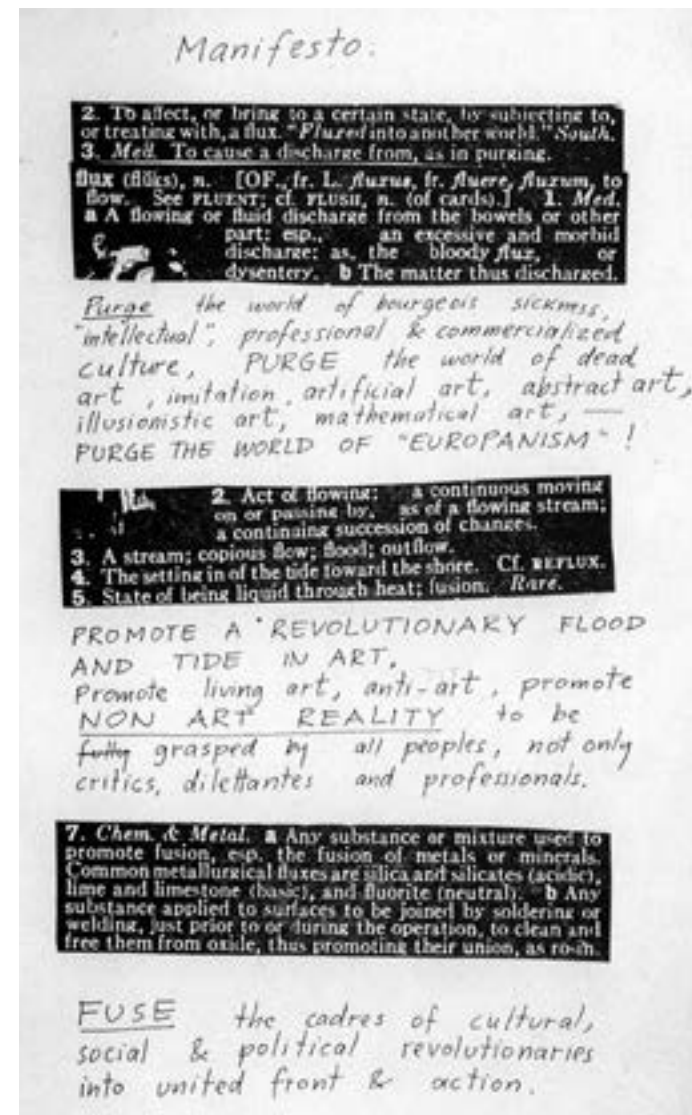 Manifesto.
2. To affect, or bring to a certain state, by subjecting to,
or treating with, a flux. "Fluxed into another world." South.
3. Med. To cause a discharge from, as in purging.
flux (flŭks), n. [OF., fr. L. fluxus, fr. fluere, fluxum, to
flow. See FLUENT; cf. FLUSH, n. (of cards).] 1. Med.
a A flowing or fluid discharge from the bowels or other
part; esp., an excessive and morbid
discharge; as, the bloody flux, or
dysentery. b The matter thus discharged.
Purge the world of bourgeois sickness,
"intellectual", professional & commercialized
culture, PURGE the world of dead
art, imitation, artificial art, abstract art,
illusionistic art, mathematical art, —
PURGE THE WORLD OF "EUROPANISM"!
2. Act of flowing: a continuous moving
on or passing by, as of a flowing stream;
a continuing succession of changes.
3. A stream; copious flow; flood; outflow.
4. The setting in of the tide toward the shore. Cf. REFLUX.
5. State of being liquid through heat; fusion. Rare.
PROMOTE A REVOLUTIONARY FLOOD
AND TIDE IN ART,
Promote living art, anti-art, promote
NON ART REALITY to be
fully grasped by all peoples, not only
critics, dilettantes and professionals.
7. Chem. & Metal. a Any substance or mixture used to
promote fusion, esp. the fusion of metals or minerals.
Common metallurgical fluxes are silica and silicates (acidic),
lime and limestone (basic), and fluorite (neutral). b Any
substance applied to surfaces to be joined by soldering or
welding, just prior to or during the operation, to clean and
free them from oxide, thus promoting their union, as rosin.
FUSE the cadres of cultural,
social & political revolutionaries
into united front & action.